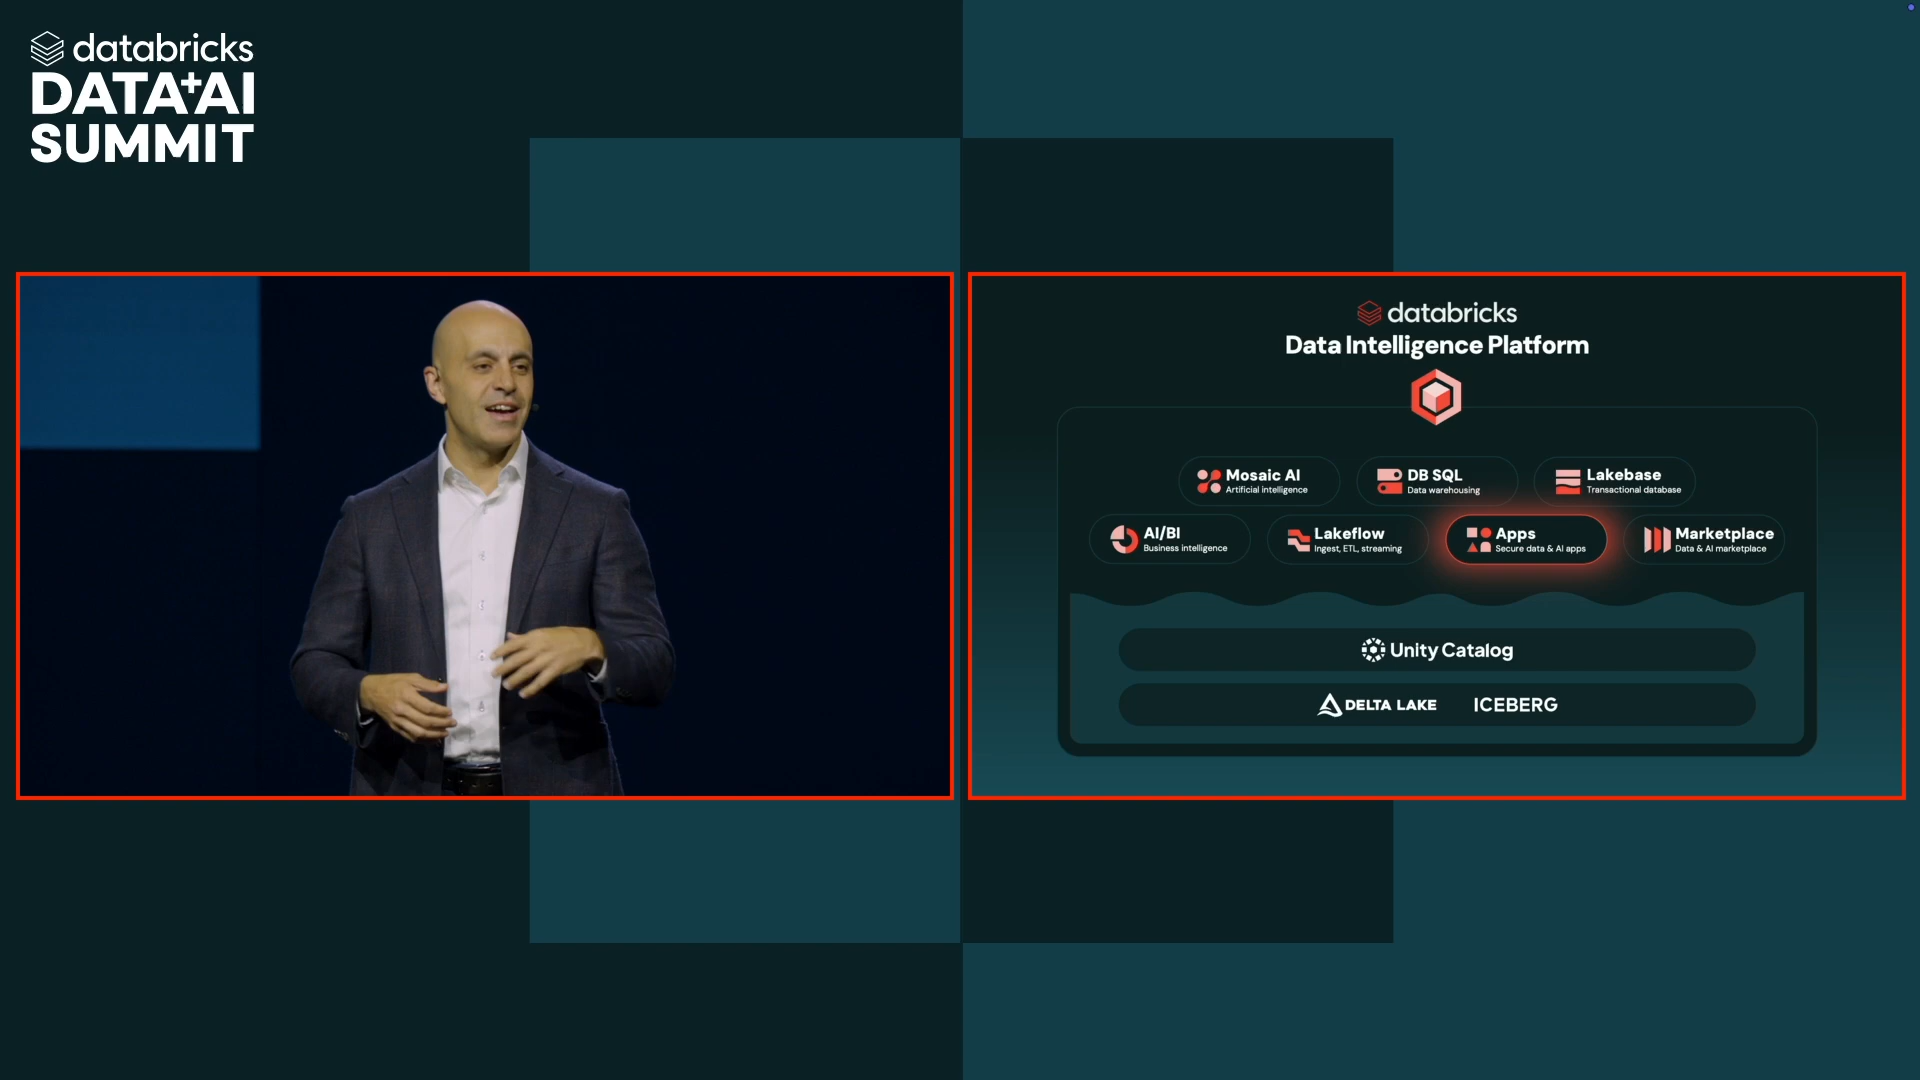 databricks
DATA+AI
SUMMIT
databricks
Data Intelligence Platform
Mosaic AI
Artificial intelligence
DB SQL
Data warehousing
Lakebase
Transactional database
AI/BI
Business intelligence
Lakeflow
Ingest, ETL, streaming
Apps
Secure data & AI apps
Marketplace
Data & AI marketplace
Unity Catalog
DELTA LAKE ICEBERG